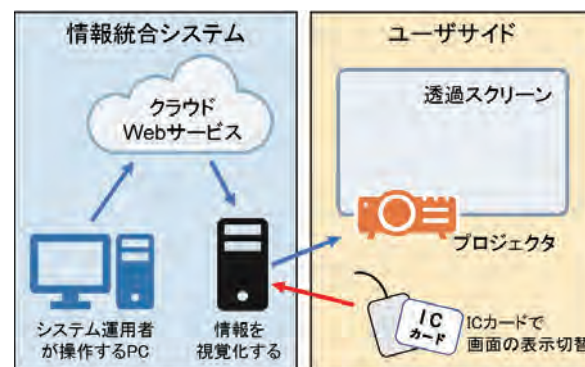 情報統合システム
クラウド
Webサービス
システム運用者
が操作するPC
情報を
視覚化する
ユーザサイド
透過スクリーン
プロジェクタ
IC
カード
ICカードで
画面の表示切替